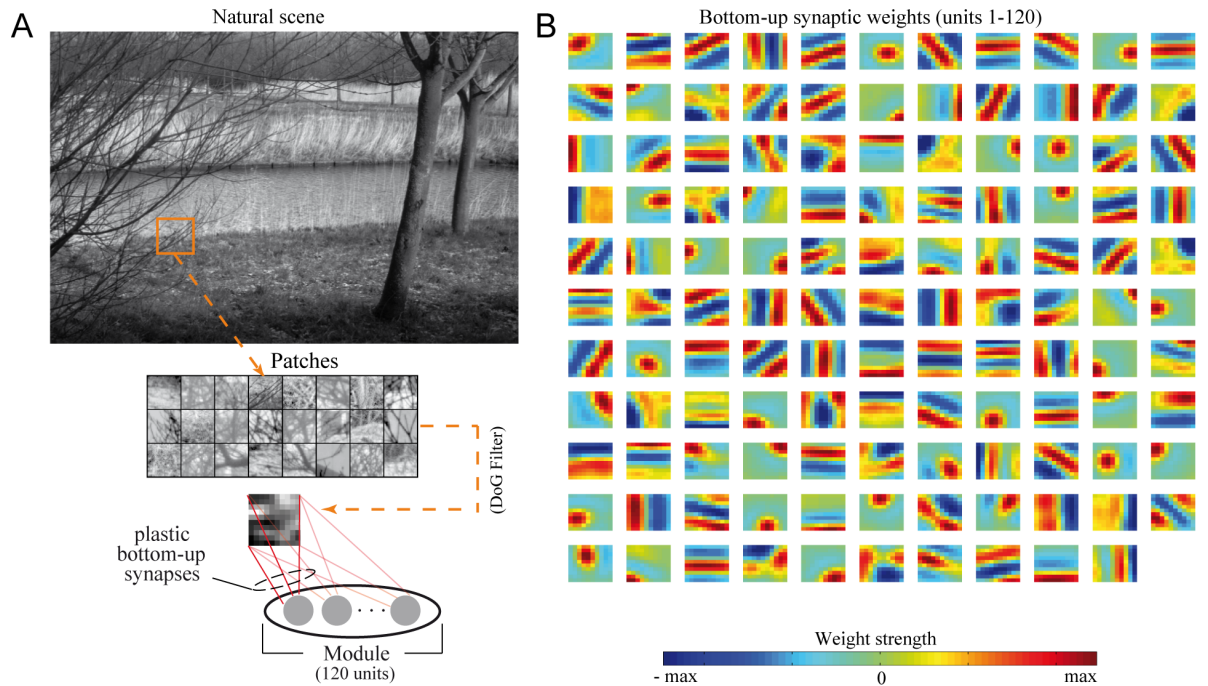 A
Natural scene
Patches
(DoG Filter)
plastic
bottom-up
synapses
Module
(120 units)
B
Bottom-up synaptic weights (units 1-120)
Weight strength
- max
0
max